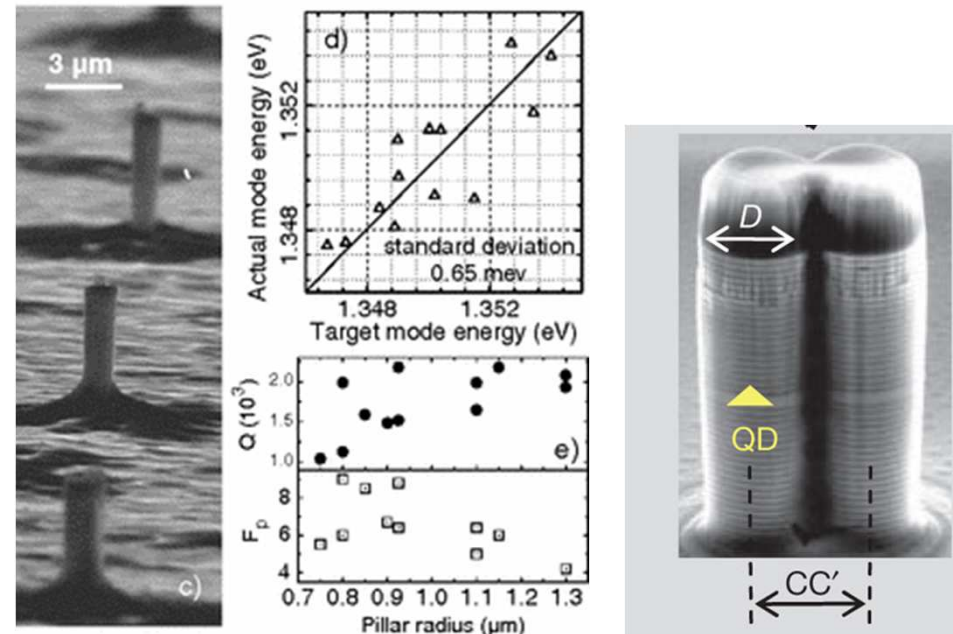 3 µm
c)
d)
Actual mode energy (eV)
1.352
1.348
standard deviation
0.65 mev
1.348
1.352
Target mode energy (eV)
Q (10³)
2.0
1.5
1.0
e)
Fₚ
8
6
4
0.7 0.8 0.9 1.0 1.1 1.2 1.3
Pillar radius (µm)
D
QD
CC′